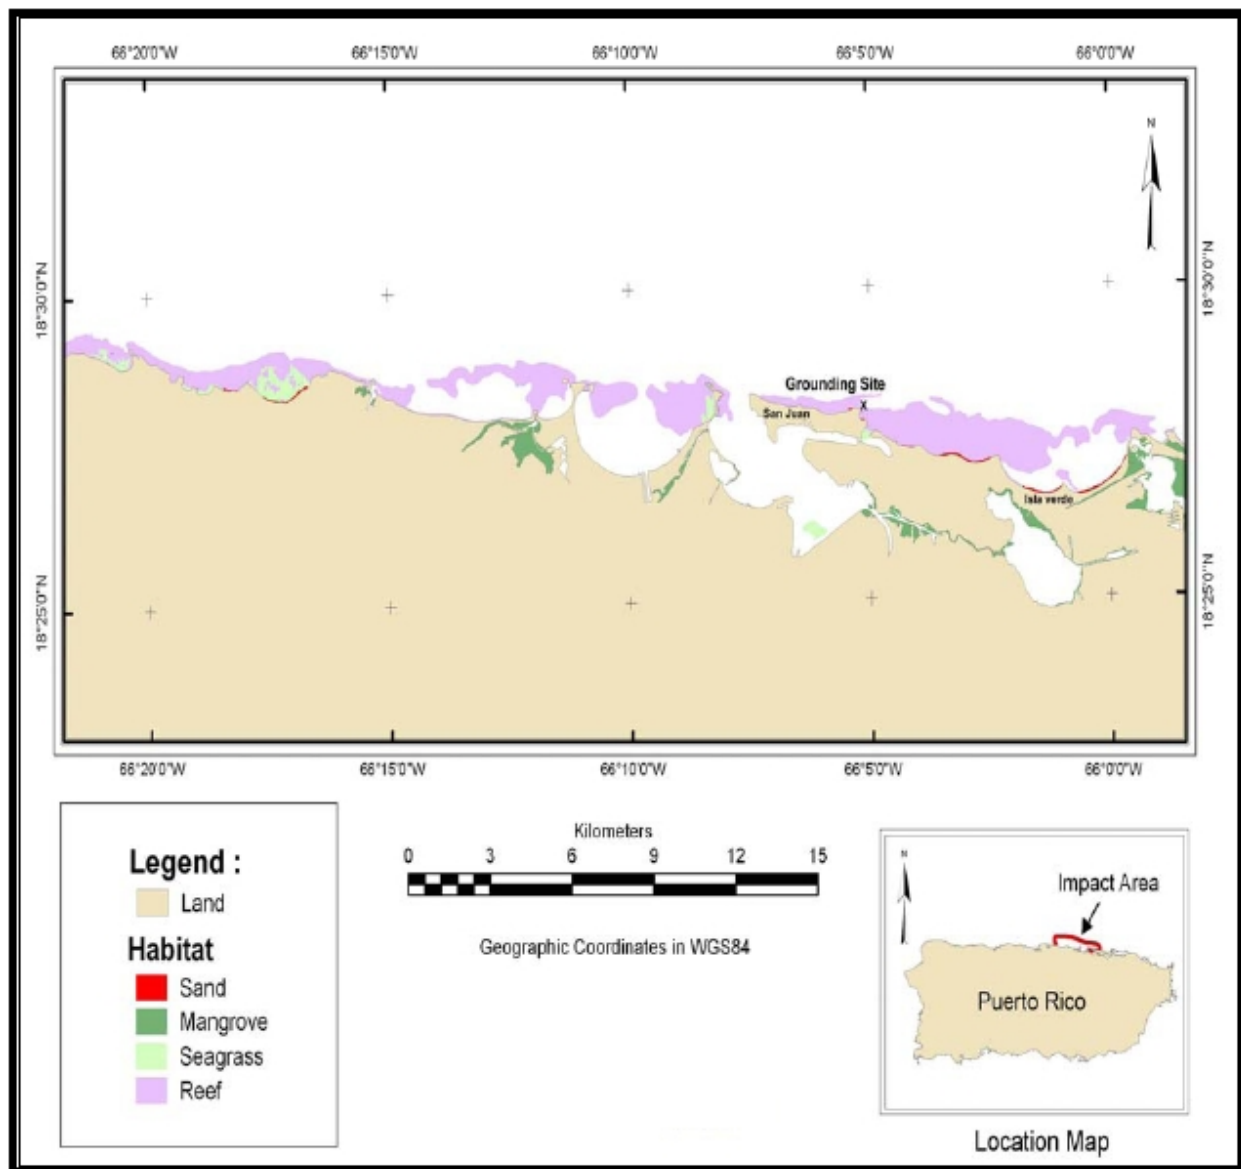 66°20'0"W 66°15'0"W 66°10'0"W 66°5'0"W 66°0'0"W
N
18°30'0"N
18°30'0"N
Grounding Site
X
San Juan
Isla verde
18°25'0"N
18°25'0"N
66°20'0"W 66°15'0"W 66°10'0"W 66°5'0"W 66°0'0"W
Legend :
Land
Habitat
Sand
Mangrove
Seagrass
Reef
Kilometers
0 3 6 9 12 15
Geographic Coordinates in WGS84
N
Impact Area
Puerto Rico
Location Map